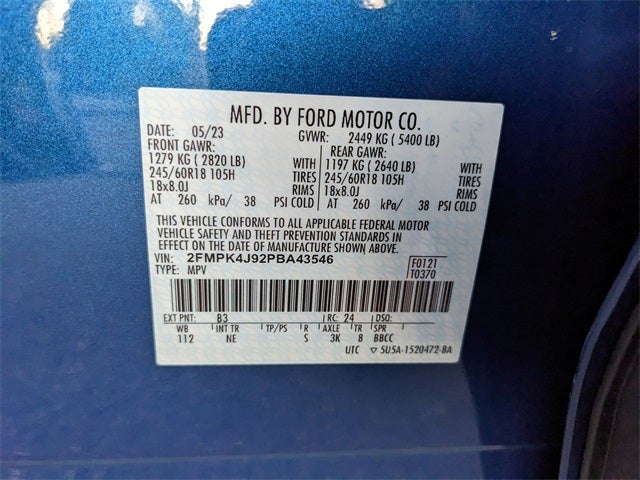 MFD. BY FORD MOTOR CO.
DATE: 05/23 GVWR: 2449 KG ( 5400 LB)
FRONT GAWR: REAR GAWR:
1279 KG ( 2820 LB) WITH 1197 KG ( 2640 LB) WITH
245/60R18 105H TIRES 245/60R18 105H TIRES
18x8.0J RIMS 18x8.0J RIMS
AT 260 kPa/ 38 PSI COLD AT 260 kPa/ 38 PSI COLD
THIS VEHICLE CONFORMS TO ALL APPLICABLE FEDERAL MOTOR
VEHICLE SAFETY AND THEFT PREVENTION STANDARDS IN
EFFECT ON THE DATE OF MANUFACTURE SHOWN ABOVE.
VIN: 2FMPK4J92PBA43546 F0121
TYPE: MPV T0370
EXT PNT: B3 RC: 24 DSO:
WB INT TR TP/PS R AXLE TR SPR
112 NE S 3K 8 BBCC
UTC ▽ 5U5A-1520472-BA